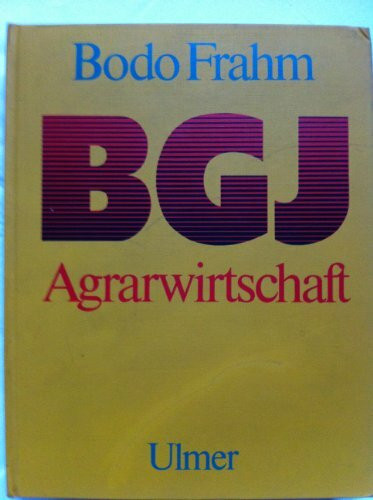 Bodo Frahm
BGJ
Agrarwirtschaft
Ulmer